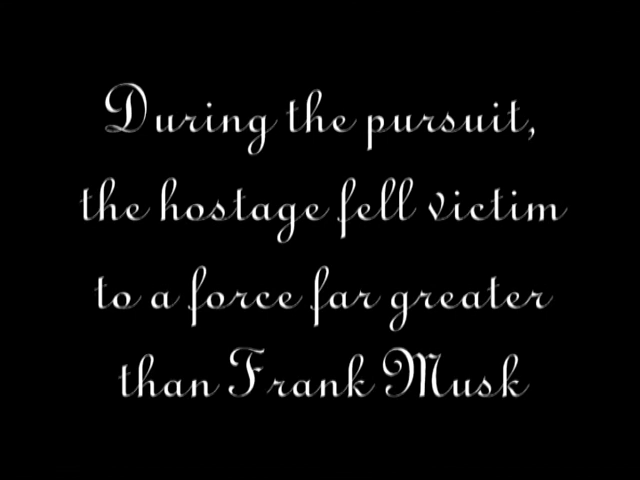 During the pursuit,
the hostage fell victim
to a force far greater
than Frank Musk